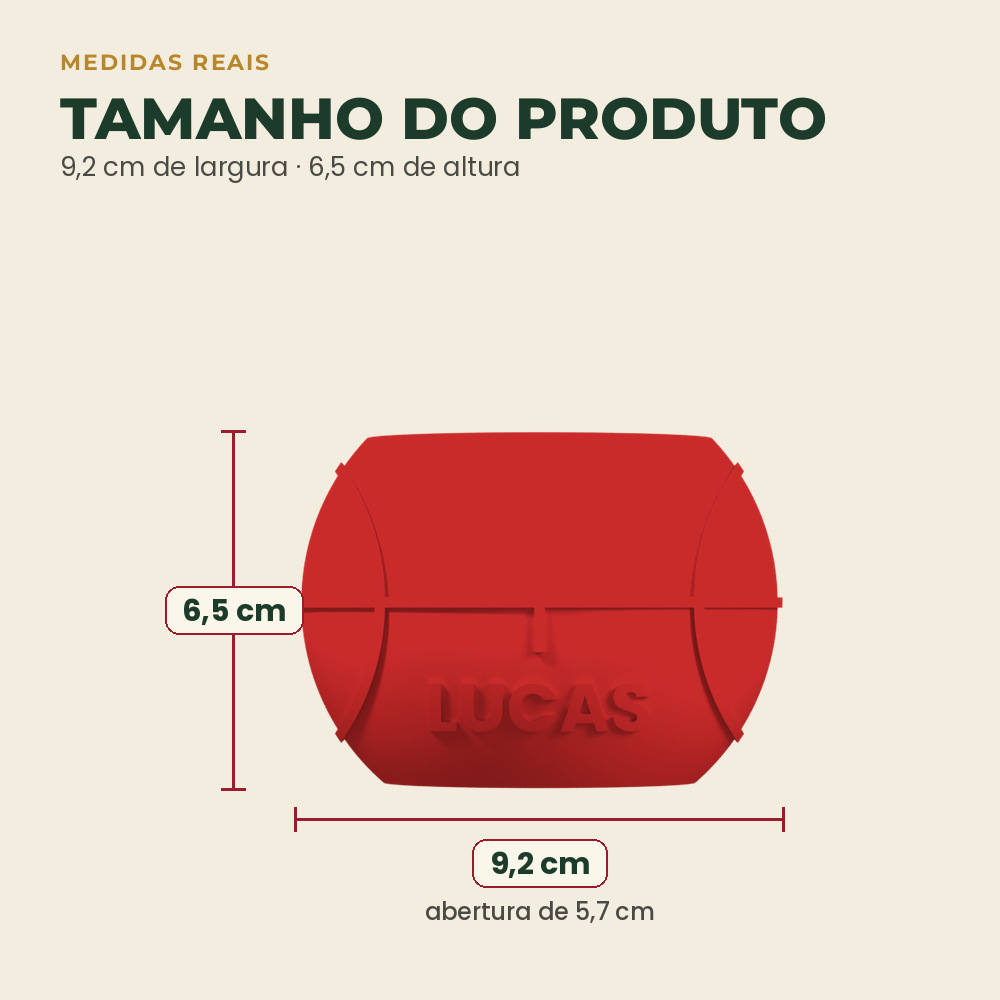 MEDIDAS REAIS
TAMANHO DO PRODUTO
9,2 cm de largura · 6,5 cm de altura
6,5 cm
LUCAS
9,2 cm
abertura de 5,7 cm